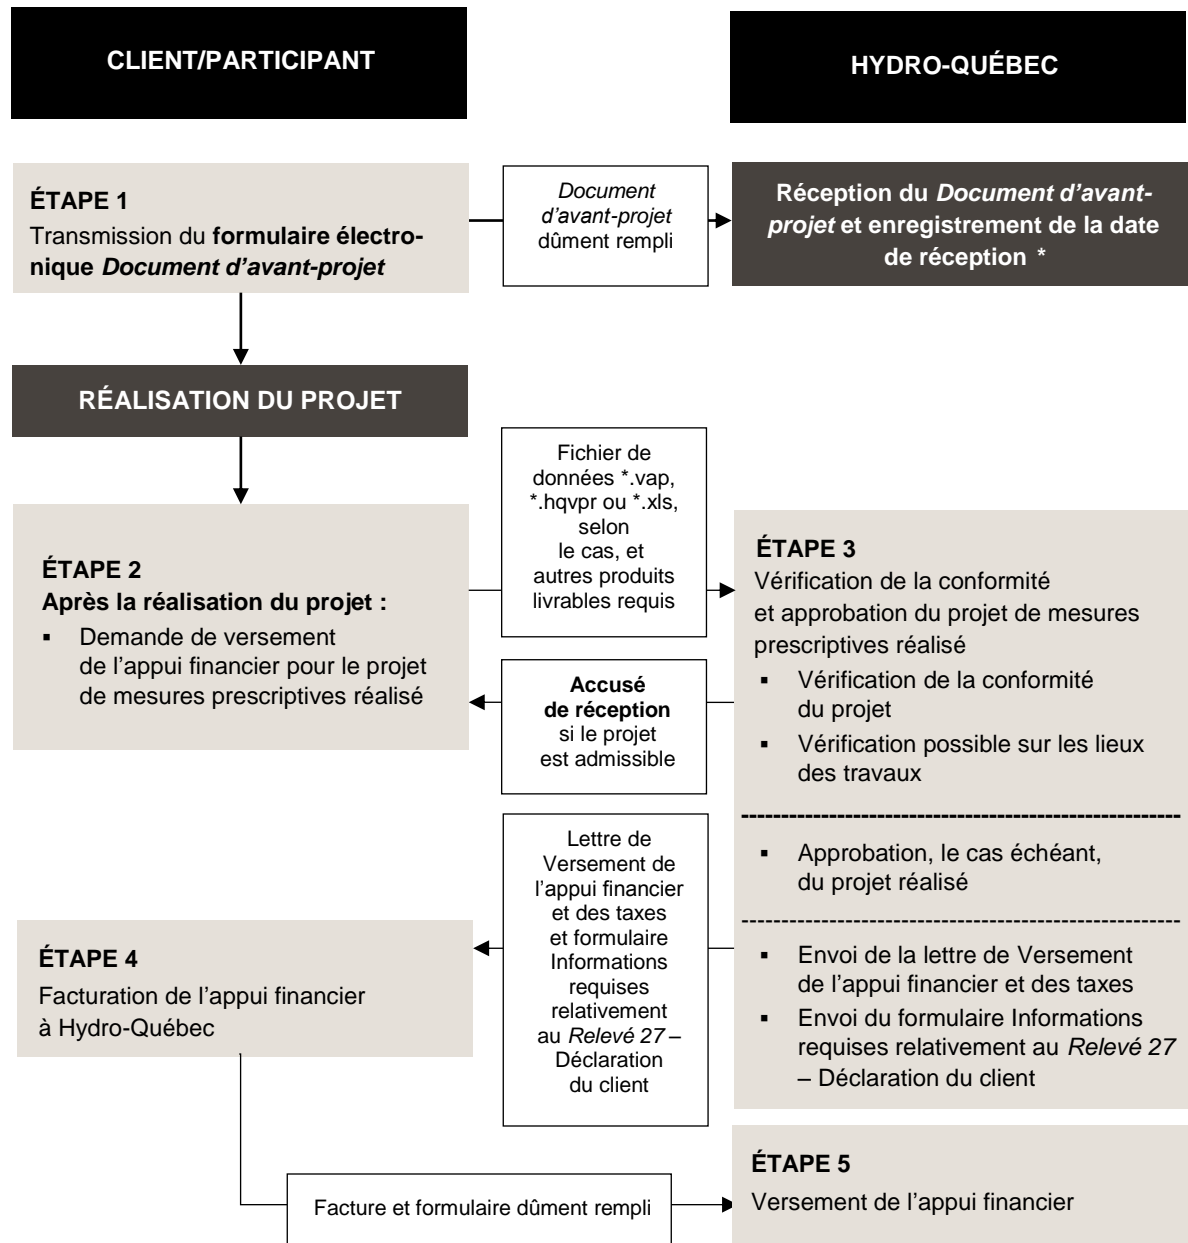 CLIENT/PARTICIPANT
HYDRO-QUÉBEC
ÉTAPE 1
Transmission du formulaire électro-
nique Document d’avant-projet
Document
d’avant-projet
dûment rempli
Réception du Document d’avant-
projet et enregistrement de la date
de réception *
RÉALISATION DU PROJET
ÉTAPE 2
Après la réalisation du projet :
▪ Demande de versement
de l’appui financier pour le projet
de mesures prescriptives réalisé
Fichier de
données *.vap,
*.hqvpr ou *.xls,
selon
le cas, et
autres produits
livrables requis
Accusé
de réception
si le projet
est admissible
ÉTAPE 3
Vérification de la conformité
et approbation du projet de mesures
prescriptives réalisé
▪ Vérification de la conformité
du projet
▪ Vérification possible sur les lieux
des travaux
▪ Approbation, le cas échéant,
du projet réalisé
▪ Envoi de la lettre de Versement
de l’appui financier et des taxes
▪ Envoi du formulaire Informations
requises relativement au Relevé 27
– Déclaration du client
Lettre de
Versement de
l’appui financier
et des taxes
et formulaire
Informations
requises
relativement
au Relevé 27 –
Déclaration
du client
ÉTAPE 4
Facturation de l’appui financier
à Hydro-Québec
Facture et formulaire dûment rempli
ÉTAPE 5
Versement de l’appui financier